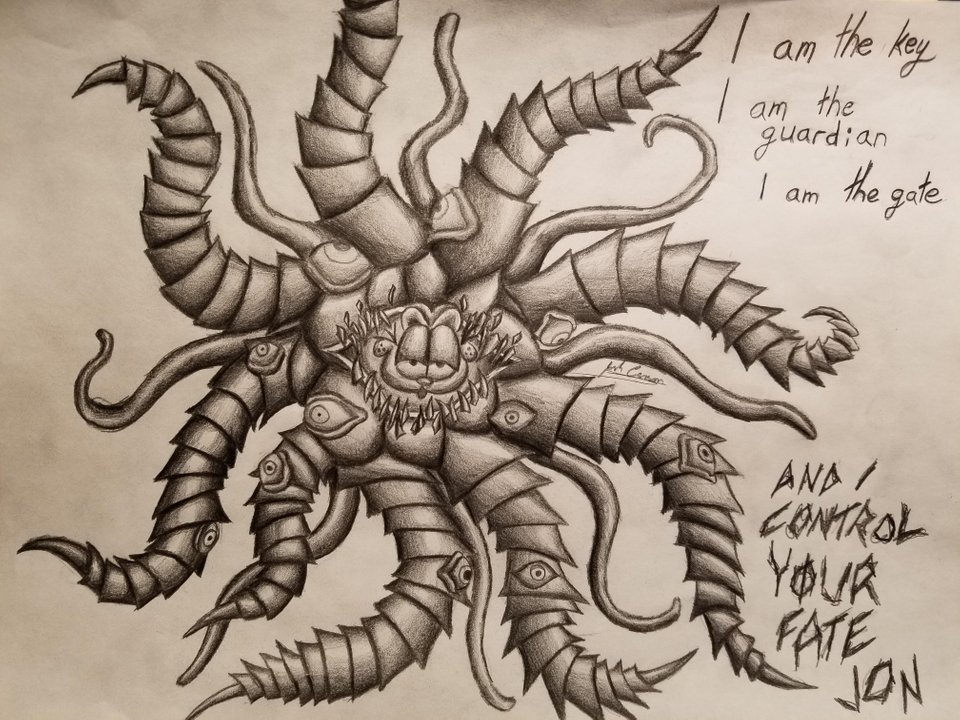 I am the key
I am the
guardian
I am the gate
AND I
CONTROL
YOUR
FATE
JON